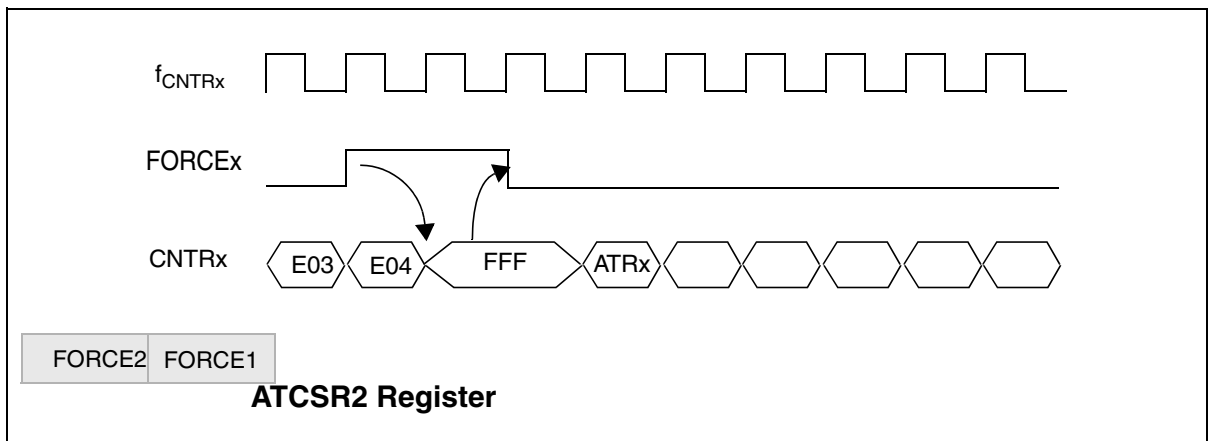 fCNTRx
FORCEx
CNTRx E03 E04 FFF ATRx
FORCE2 FORCE1
ATCSR2 Register